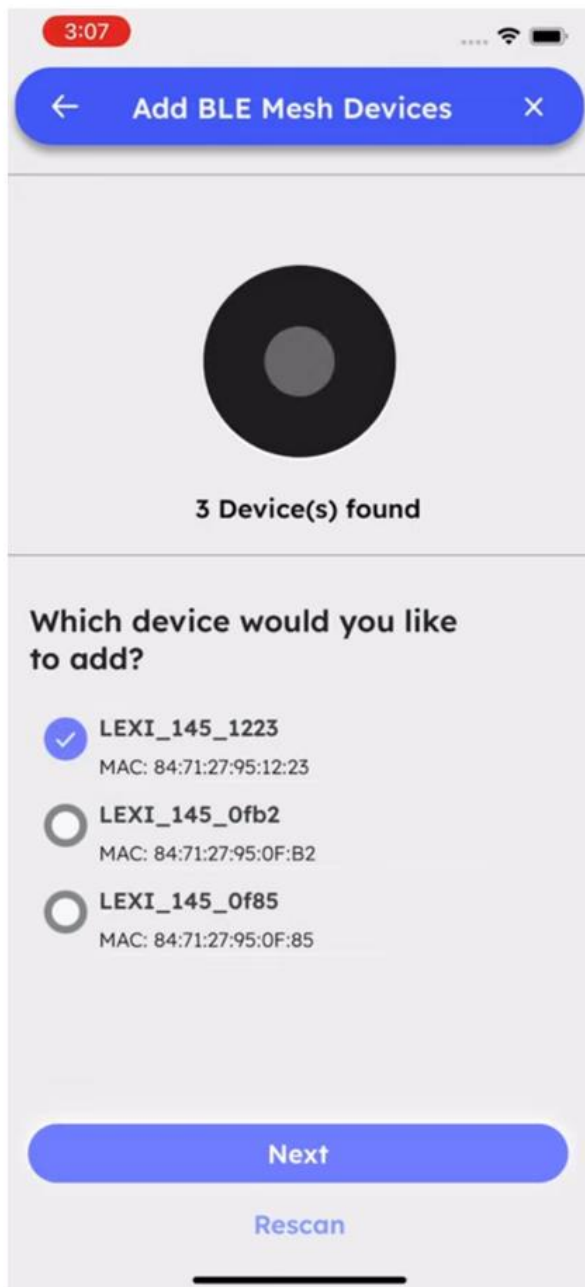 3:07
Add BLE Mesh Devices
3 Device(s) found
Which device would you like
to add?
LEXI_145_1223
MAC: 84:71:27:95:12:23
LEXI_145_0fb2
MAC: 84:71:27:95:0F:B2
LEXI_145_0f85
MAC: 84:71:27:95:0F:85
Next
Rescan